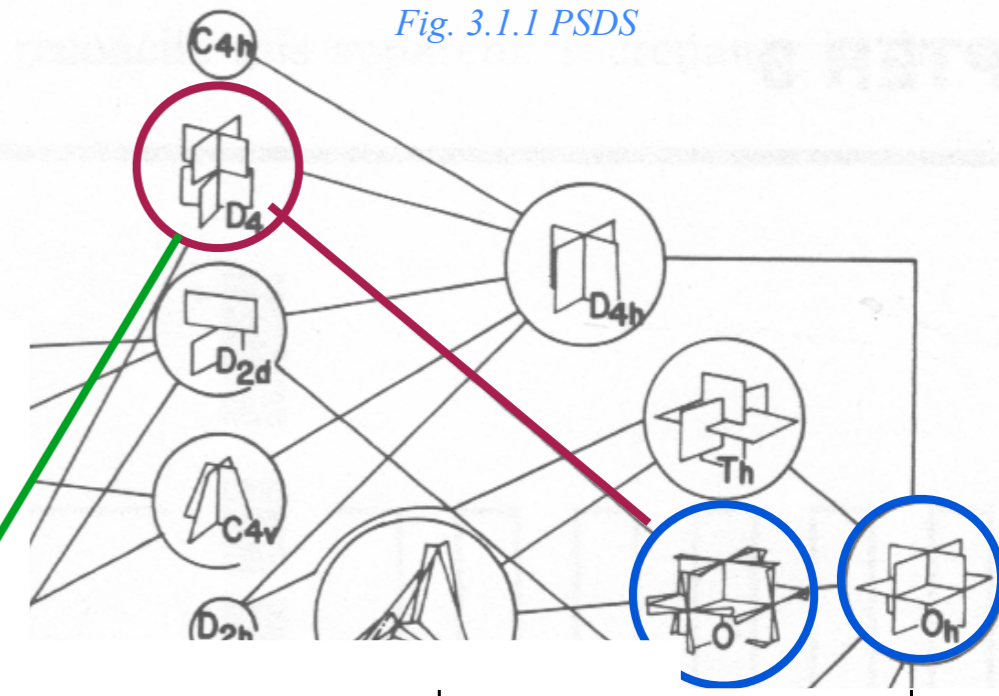 Fig. 3.1.1 PSDS
C4h
D4
D4h
D2d
Th
C4v
D2h
O
Oh